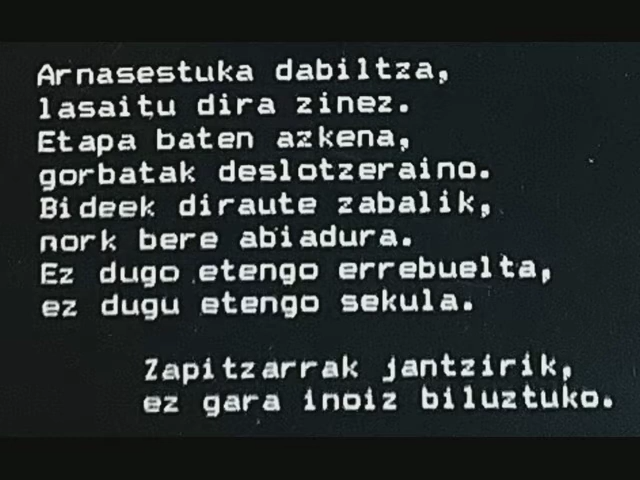 Arnasestuka dabiltza,
lasaitu dira zinez.
Etapa baten azkena,
gorbatak deslotzeraino.
Bideek diraute zabalik,
nork bere abiadura.
Ez dugo etengo errebuelta,
ez dugu etengo sekula.
Zapitzarrak jantzirik,
ez gara inoiz biluztuko.